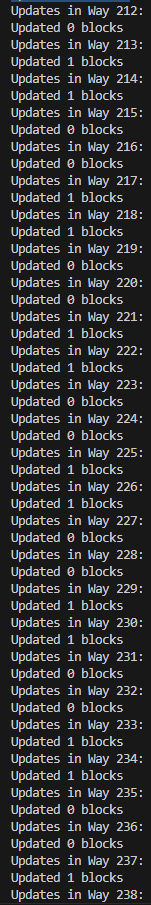 Updates in Way 212:
Updated 0 blocks
Updates in Way 213:
Updated 1 blocks
Updates in Way 214:
Updated 1 blocks
Updates in Way 215:
Updated 0 blocks
Updates in Way 216:
Updated 0 blocks
Updates in Way 217:
Updated 1 blocks
Updates in Way 218:
Updated 1 blocks
Updates in Way 219:
Updated 0 blocks
Updates in Way 220:
Updated 0 blocks
Updates in Way 221:
Updated 1 blocks
Updates in Way 222:
Updated 1 blocks
Updates in Way 223:
Updated 0 blocks
Updates in Way 224:
Updated 0 blocks
Updates in Way 225:
Updated 1 blocks
Updates in Way 226:
Updated 1 blocks
Updates in Way 227:
Updated 0 blocks
Updates in Way 228:
Updated 0 blocks
Updates in Way 229:
Updated 1 blocks
Updates in Way 230:
Updated 1 blocks
Updates in Way 231:
Updated 0 blocks
Updates in Way 232:
Updated 0 blocks
Updates in Way 233:
Updated 1 blocks
Updates in Way 234:
Updated 1 blocks
Updates in Way 235:
Updated 0 blocks
Updates in Way 236:
Updated 0 blocks
Updates in Way 237:
Updated 1 blocks
Updates in Way 238: